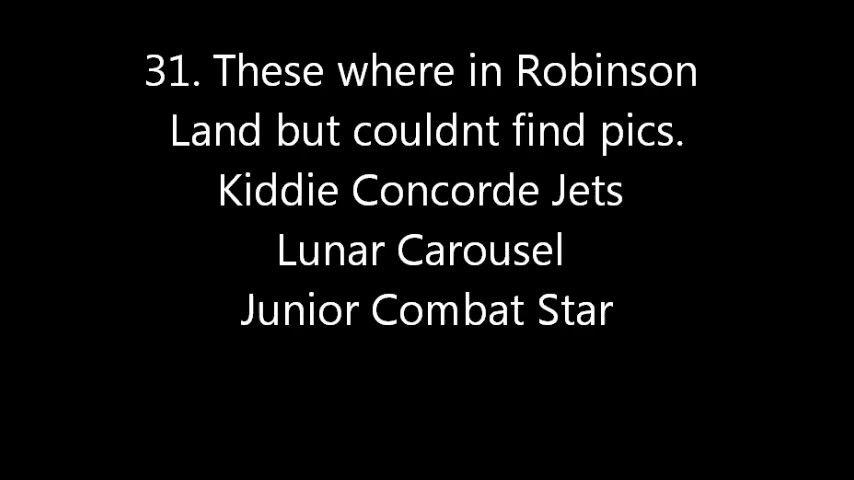 31. These where in Robinson
Land but couldnt find pics.
Kiddie Concorde Jets
Lunar Carousel
Junior Combat Star